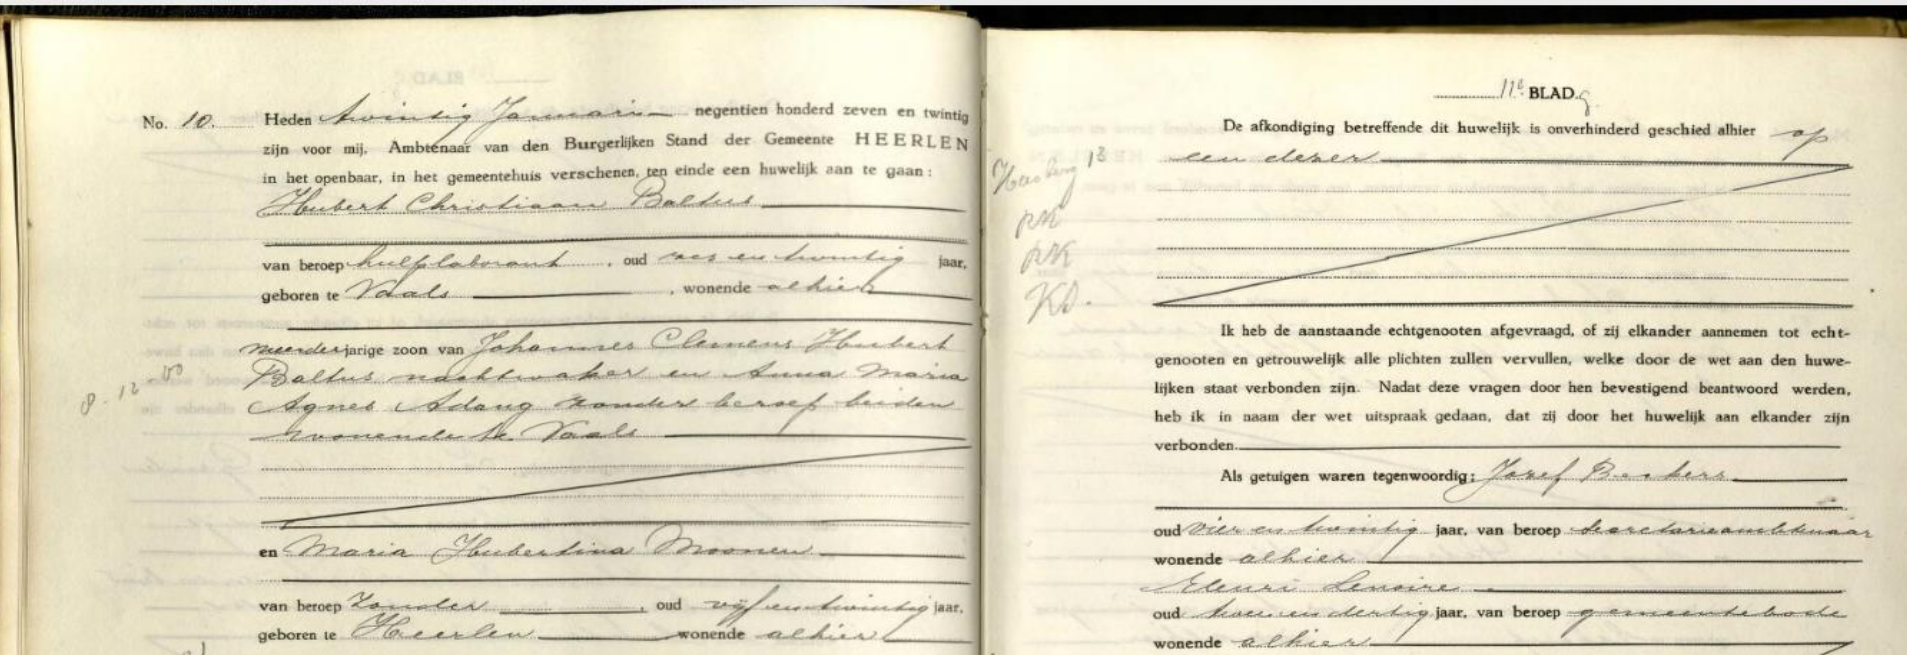 No. 10. Heden twintig Januari negentien honderd zeven en twintig
zijn voor mij, Ambtenaar van den Burgerlijken Stand der Gemeente HEERLEN
in het openbaar, in het gemeentehuis verschenen, ten einde een huwelijk aan te gaan:
Hubert Christiaan Baltus
van beroep hulplaborant, oud zes en twintig jaar,
geboren te Vaals, wonende alhier
meerderjarige zoon van Johannes Clemens Hubert
Baltus nachtwaker en Anna Maria
8-12 00
Agnes Adang zonder beroep beiden
wonende te Vaals
en Maria Hubertina Moonen
van beroep zonder, oud vijf en twintig jaar,
geboren te Heerlen wonende alhier
11e BLAD.
De afkondiging betreffende dit huwelijk is onverhinderd geschied alhier op
een dezer
13
RK
RK
Ik heb de aanstaande echtgenooten afgevraagd, of zij elkander aannemen tot echt-
genooten en getrouwelijk alle plichten zullen vervullen, welke door de wet aan den huwe-
lijken staat verbonden zijn. Nadat deze vragen door hen bevestigend beantwoord werden,
heb ik in naam der wet uitspraak gedaan, dat zij door het huwelijk aan elkander zijn
verbonden.
Als getuigen waren tegenwoordig: Jozef Beckers
oud vier en twintig jaar, van beroep secretarieambtenaar
wonende alhier
Henri Lenoire
oud twee en dertig jaar, van beroep gemeentebode
wonende alhier